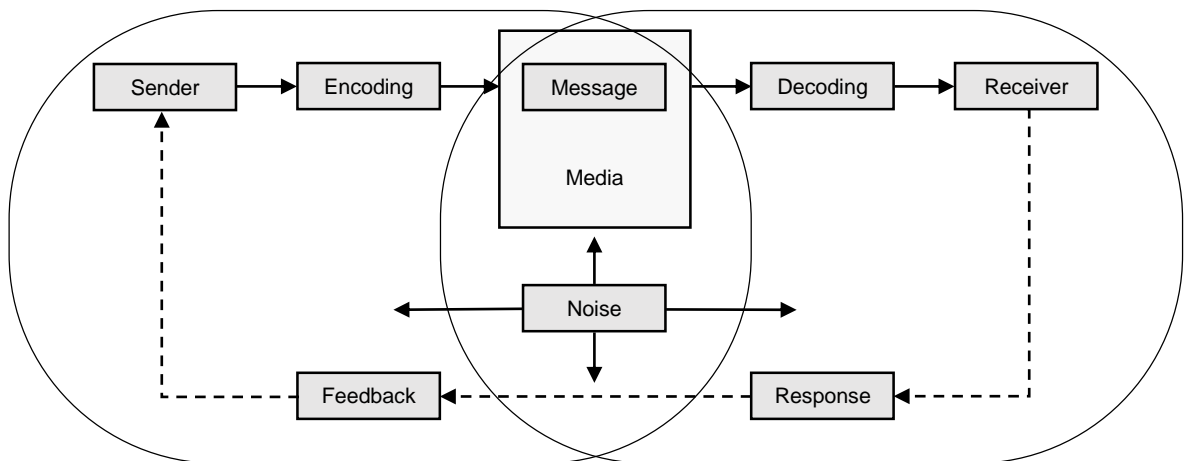 Sender
Encoding
Message
Decoding
Receiver
Media
Noise
Feedback
Response